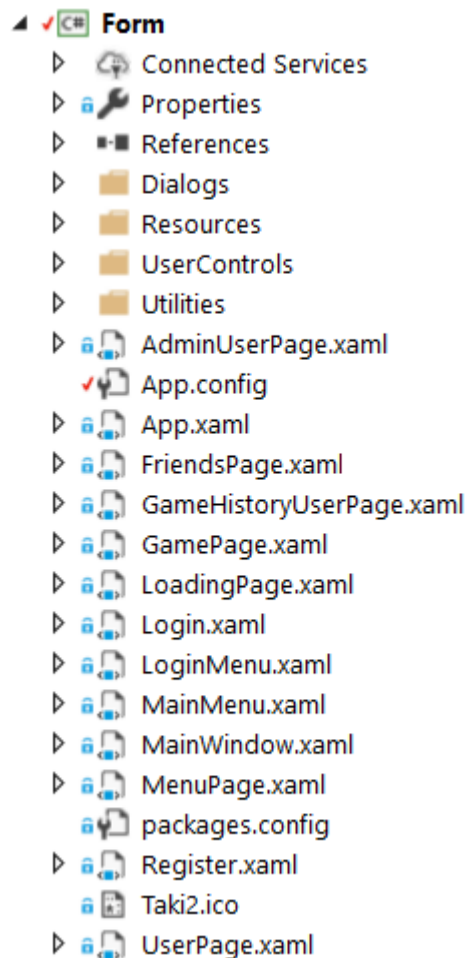 C# Form
Connected Services
Properties
References
Dialogs
Resources
UserControls
Utilities
AdminUserPage.xaml
App.config
App.xaml
FriendsPage.xaml
GameHistoryUserPage.xaml
GamePage.xaml
LoadingPage.xaml
Login.xaml
LoginMenu.xaml
MainMenu.xaml
MainWindow.xaml
MenuPage.xaml
packages.config
Register.xaml
Taki2.ico
UserPage.xaml